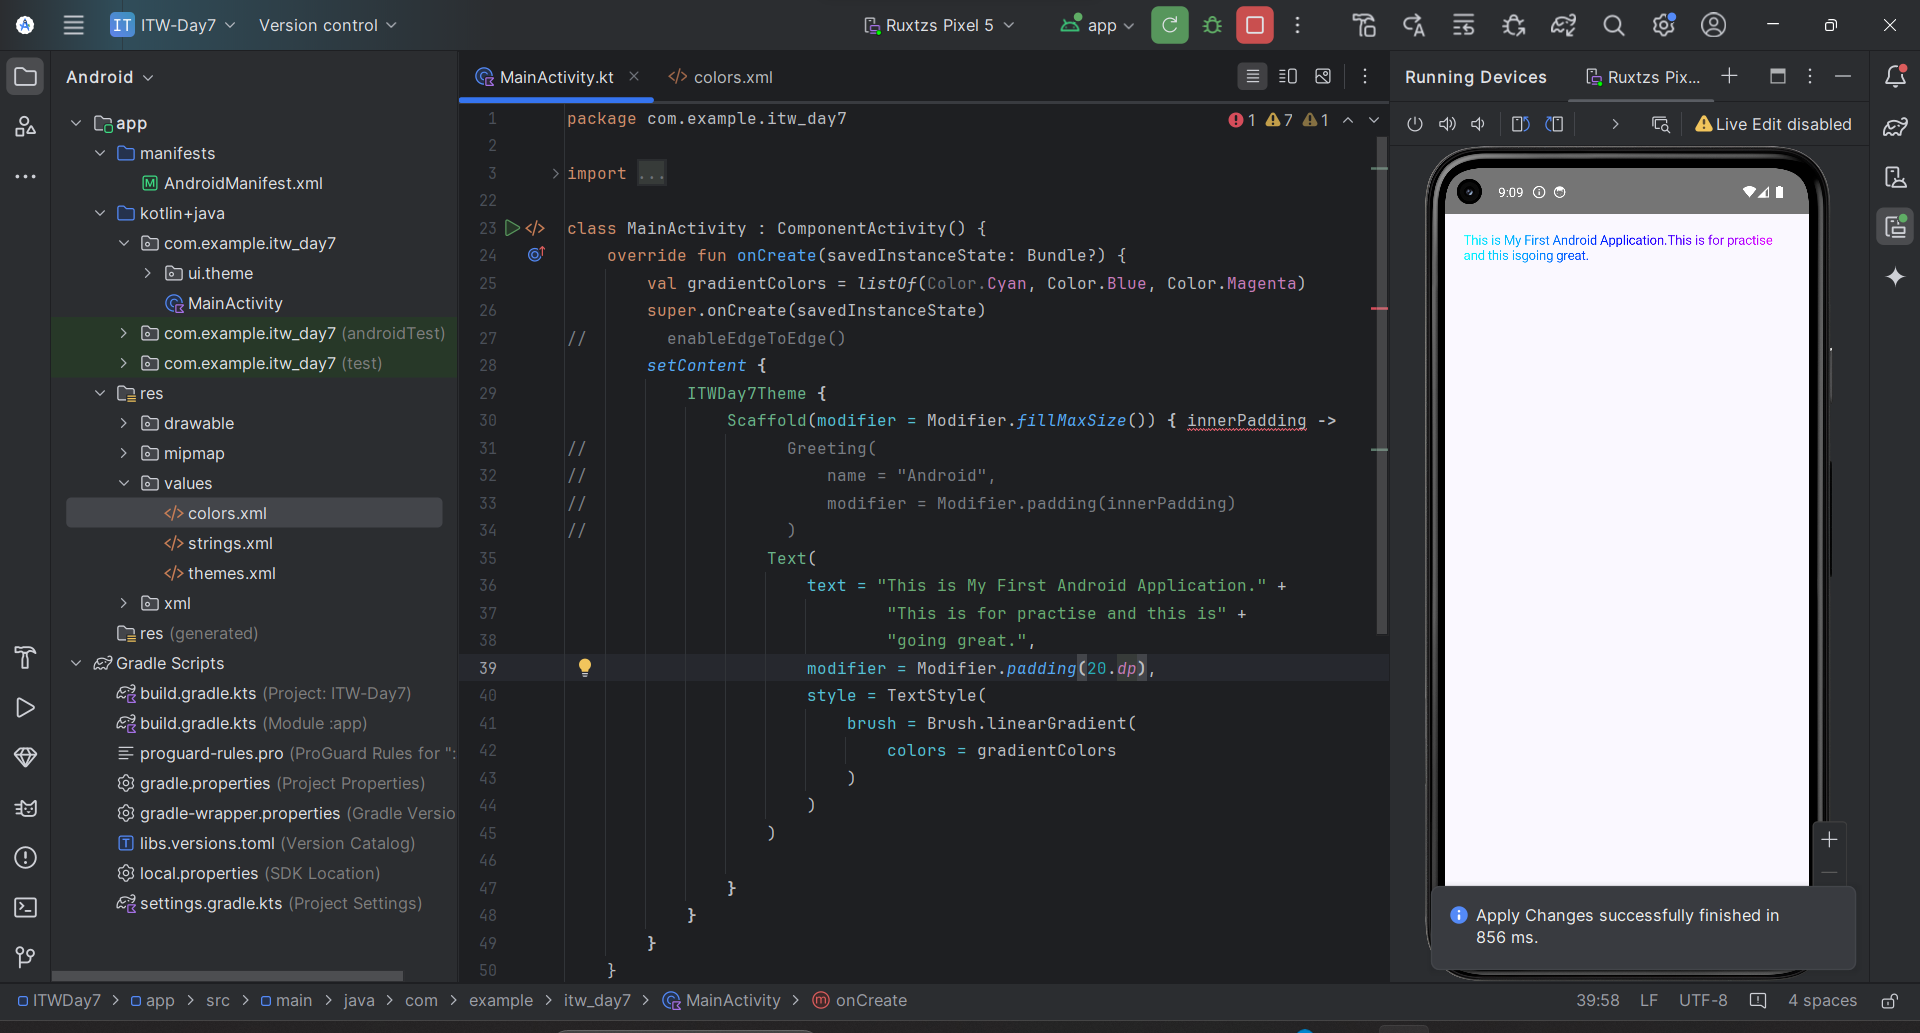 IT ITW-Day7 Version control Ruxtzs Pixel 5 app
Android
app
manifests
AndroidManifest.xml
kotlin+java
com.example.itw_day7
ui.theme
MainActivity
com.example.itw_day7 (androidTest)
com.example.itw_day7 (test)
res
drawable
mipmap
values
colors.xml
strings.xml
themes.xml
xml
res (generated)
Gradle Scripts
build.gradle.kts (Project: ITW-Day7)
build.gradle.kts (Module :app)
proguard-rules.pro (ProGuard Rules for ":
gradle.properties (Project Properties)
gradle-wrapper.properties (Gradle Versio
libs.versions.toml (Version Catalog)
local.properties (SDK Location)
settings.gradle.kts (Project Settings)
MainActivity.kt colors.xml
1 7 1
1 package com.example.itw_day7
2
3 import ...
22
23 class MainActivity : ComponentActivity() {
24 override fun onCreate(savedInstanceState: Bundle?) {
25 val gradientColors = listOf(Color.Cyan, Color.Blue, Color.Magenta)
26 super.onCreate(savedInstanceState)
27 // enableEdgeToEdge()
28 setContent {
29 ITWDay7Theme {
30 Scaffold(modifier = Modifier.fillMaxSize()) { innerPadding ->
31 // Greeting(
32 // name = "Android",
33 // modifier = Modifier.padding(innerPadding)
34 // )
35 Text(
36 text = "This is My First Android Application." +
37 "This is for practise and this is" +
38 "going great.",
39 modifier = Modifier.padding(20.dp),
40 style = TextStyle(
41 brush = Brush.linearGradient(
42 colors = gradientColors
43 )
44 )
45 )
46
47 }
48 }
49 }
50 }
Running Devices Ruxtzs Pix...
Live Edit disabled
9:09
This is My First Android Application.This is for practise
and this isgoing great.
Apply Changes successfully finished in
856 ms.
ITWDay7 > app > src > main > java > com > example > itw_day7 > MainActivity > onCreate
39:58 LF UTF-8 4 spaces